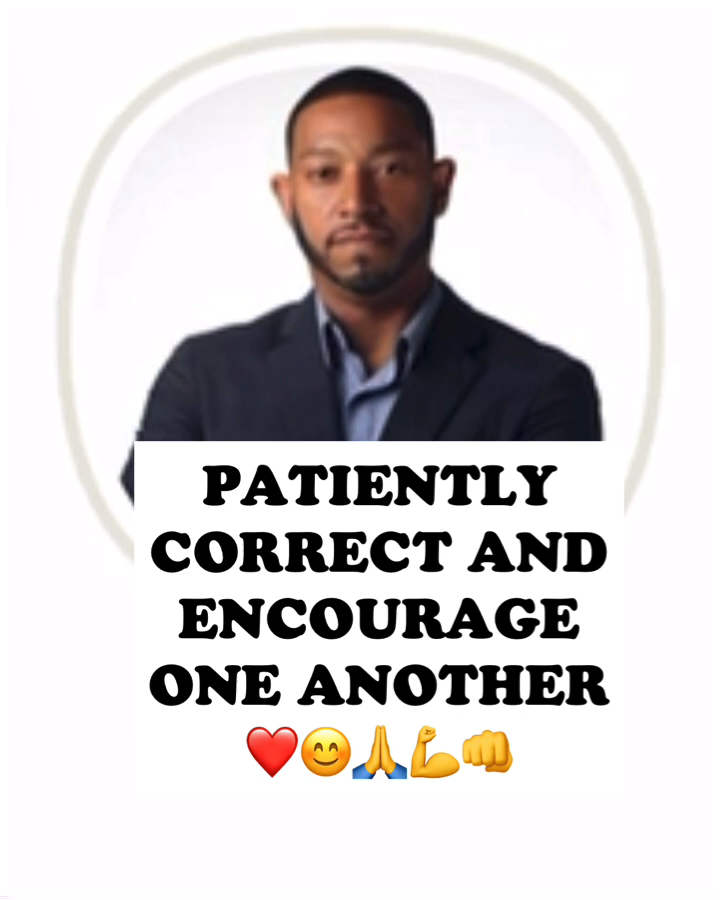 PATIENTLY
CORRECT AND
ENCOURAGE
ONE ANOTHER
❤️😊🙏💪👊